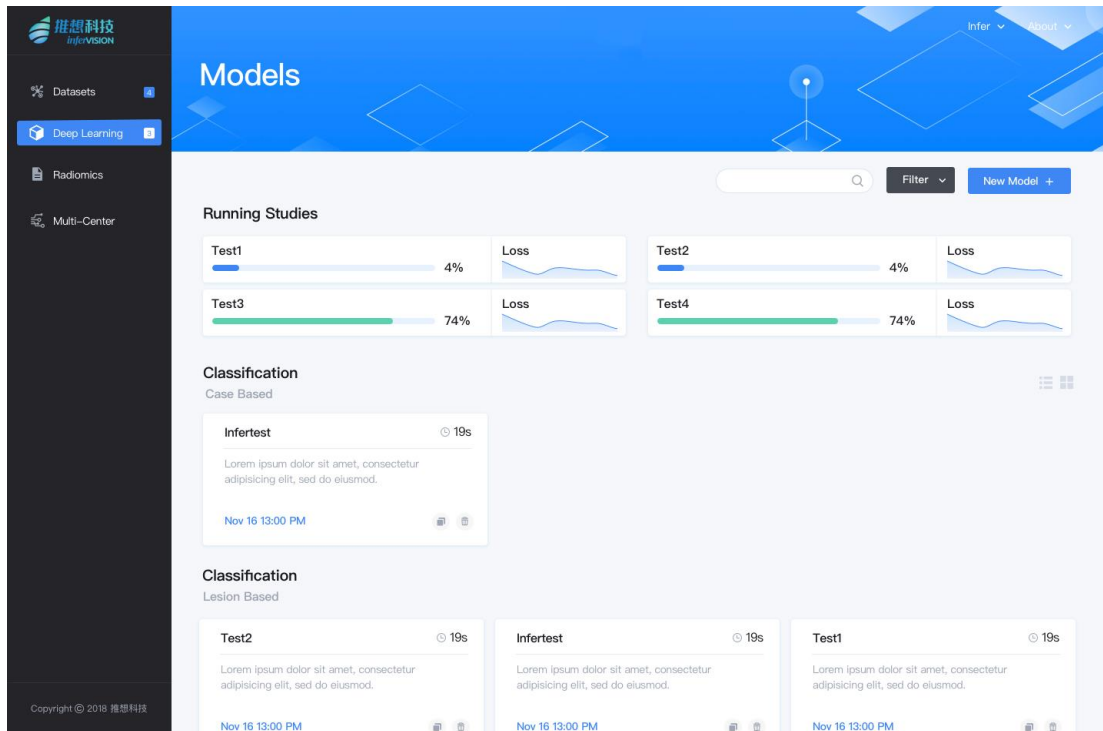 推想科技
infervision
Datasets 4
Deep Learning 3
Radiomics
Multi-Center
Copyright © 2018 推想科技
Infer
About
Models
Filter
New Model +
Running Studies
Test1
4%
Loss
Test2
4%
Loss
Test3
74%
Loss
Test4
74%
Loss
Classification
Case Based
Infertest
19s
Lorem ipsum dolor sit amet, consectetur
adipisicing elit, sed do eiusmod.
Nov 16 13:00 PM
Classification
Lesion Based
Test2
19s
Lorem ipsum dolor sit amet, consectetur
adipisicing elit, sed do eiusmod.
Nov 16 13:00 PM
Infertest
19s
Lorem ipsum dolor sit amet, consectetur
adipisicing elit, sed do eiusmod.
Nov 16 13:00 PM
Test1
19s
Lorem ipsum dolor sit amet, consectetur
adipisicing elit, sed do eiusmod.
Nov 16 13:00 PM